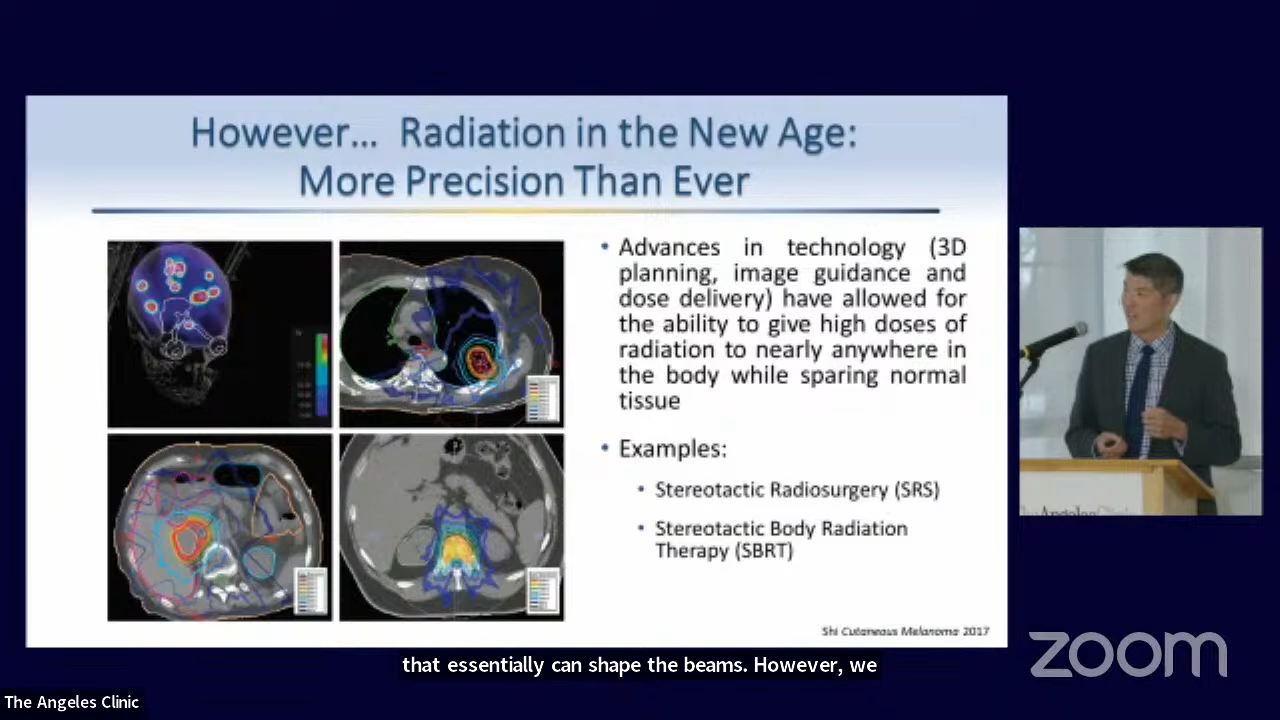 However... Radiation in the New Age:
More Precision Than Ever
• Advances in technology (3D
planning, image guidance and
dose delivery) have allowed for
the ability to give high doses of
radiation to nearly anywhere in
the body while sparing normal
tissue
• Examples:
• Stereotactic Radiosurgery (SRS)
• Stereotactic Body Radiation
Therapy (SBRT)
Shi Cutaneous Melanoma 2017
that essentially can shape the beams. However, we
The Angeles Clinic
zoom